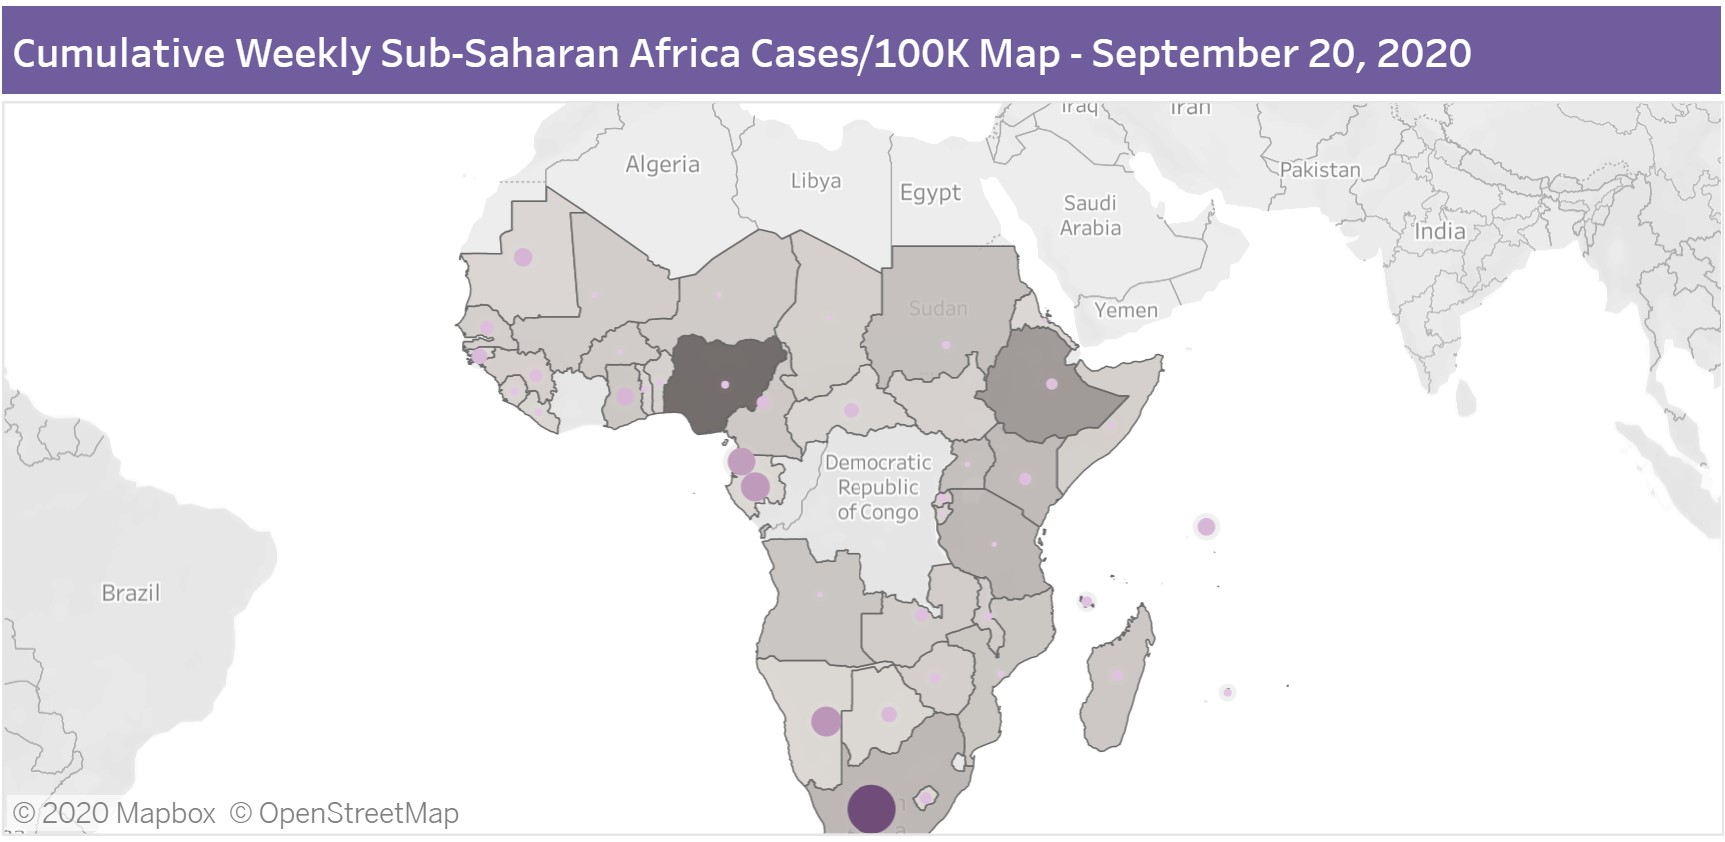 Cumulative Weekly Sub-Saharan Africa Cases/100K Map - September 20, 2020
Iraq
Iran
Algeria
Libya
Egypt
Pakistan
Saudi
Arabia
India
Sudan
Yemen
Democratic
Republic
of Congo
Brazil
© 2020 Mapbox © OpenStreetMap